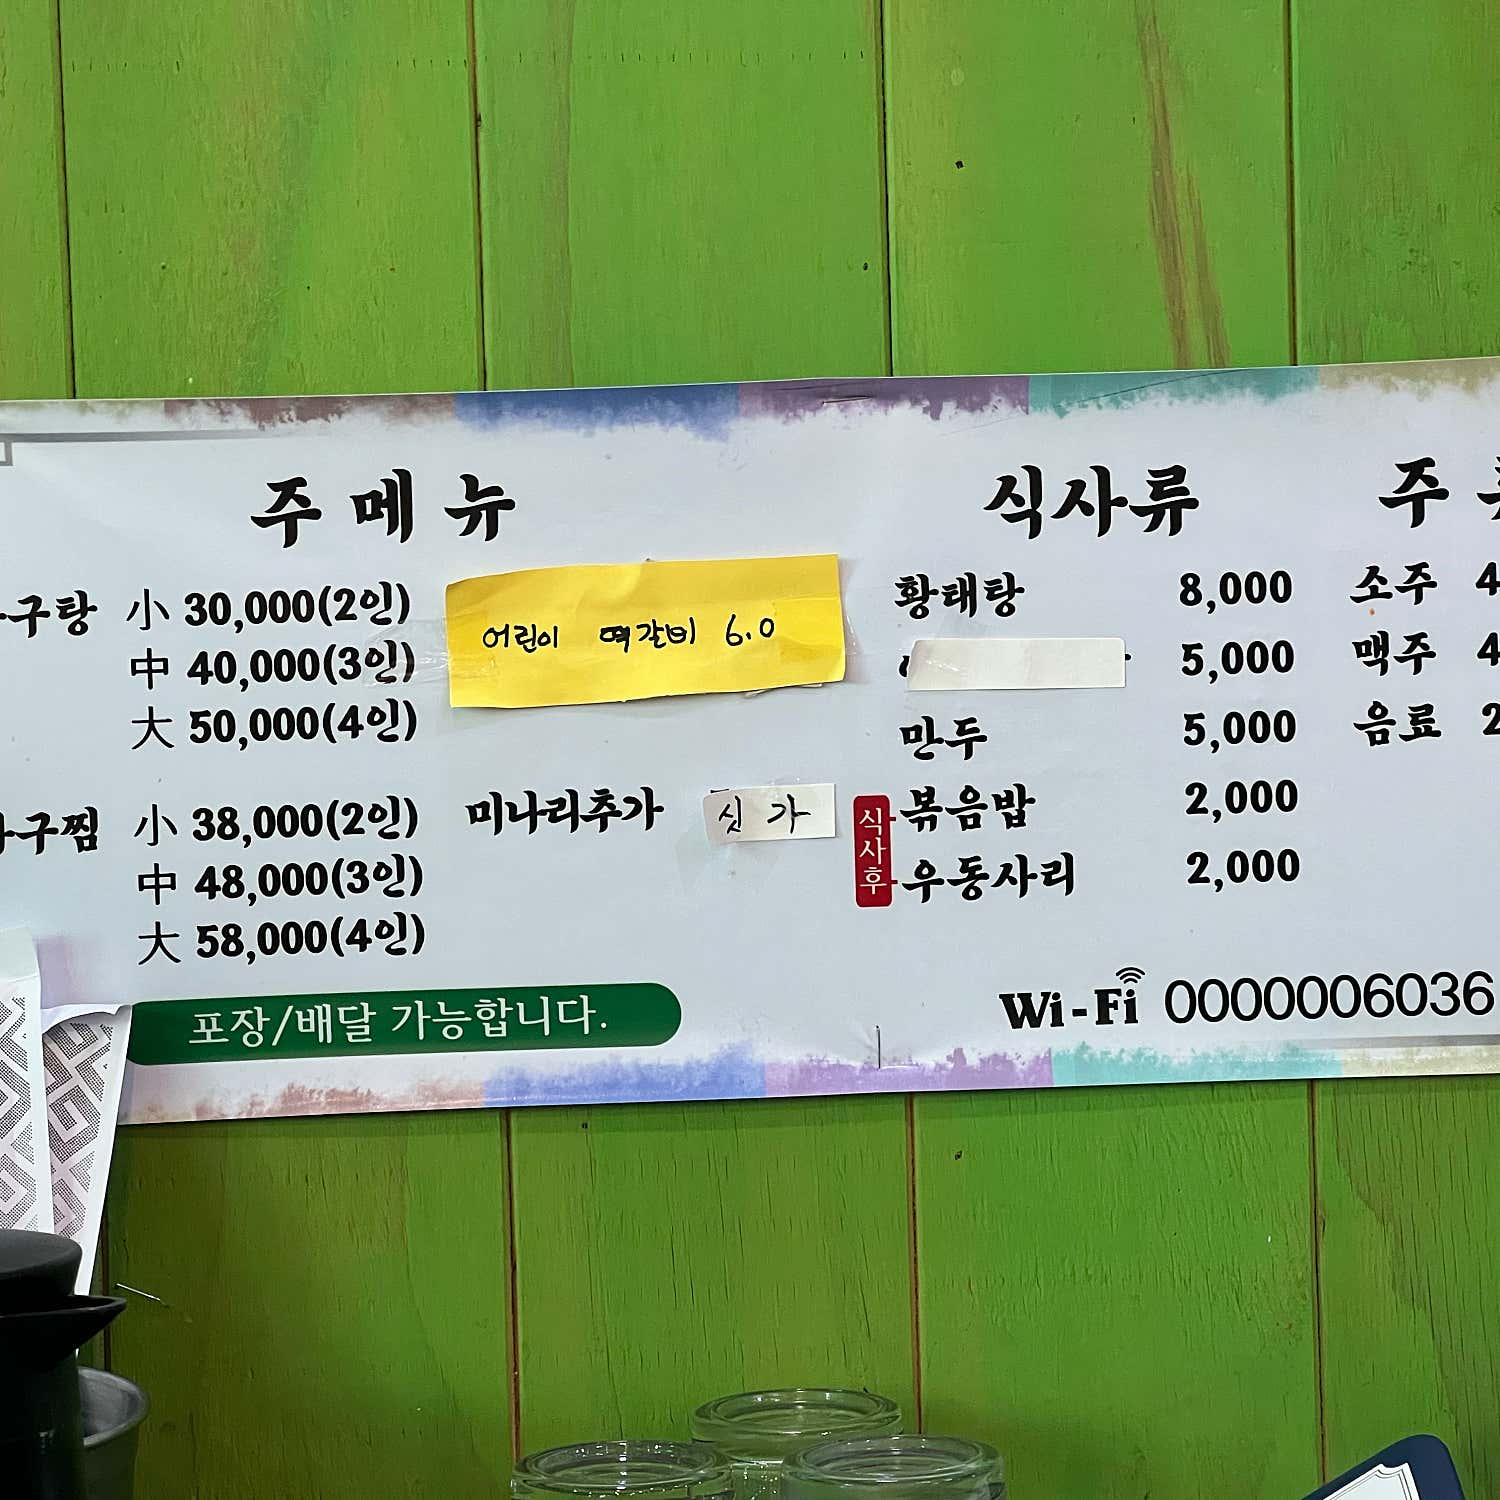 주메뉴
구탕 小 30,000(2인)
中 40,000(3인)
大 50,000(4인)
어린이 떡갈비 6.0
구찜 小 38,000(2인)
中 48,000(3인)
大 58,000(4인)
미나리추가 싯가
포장/배달 가능합니다.
식사류
황태탕 8,000
5,000
만두 5,000
식사후
볶음밥 2,000
우동사리 2,000
주
소주 4
맥주 4
음료 2
Wi-Fi 0000006036